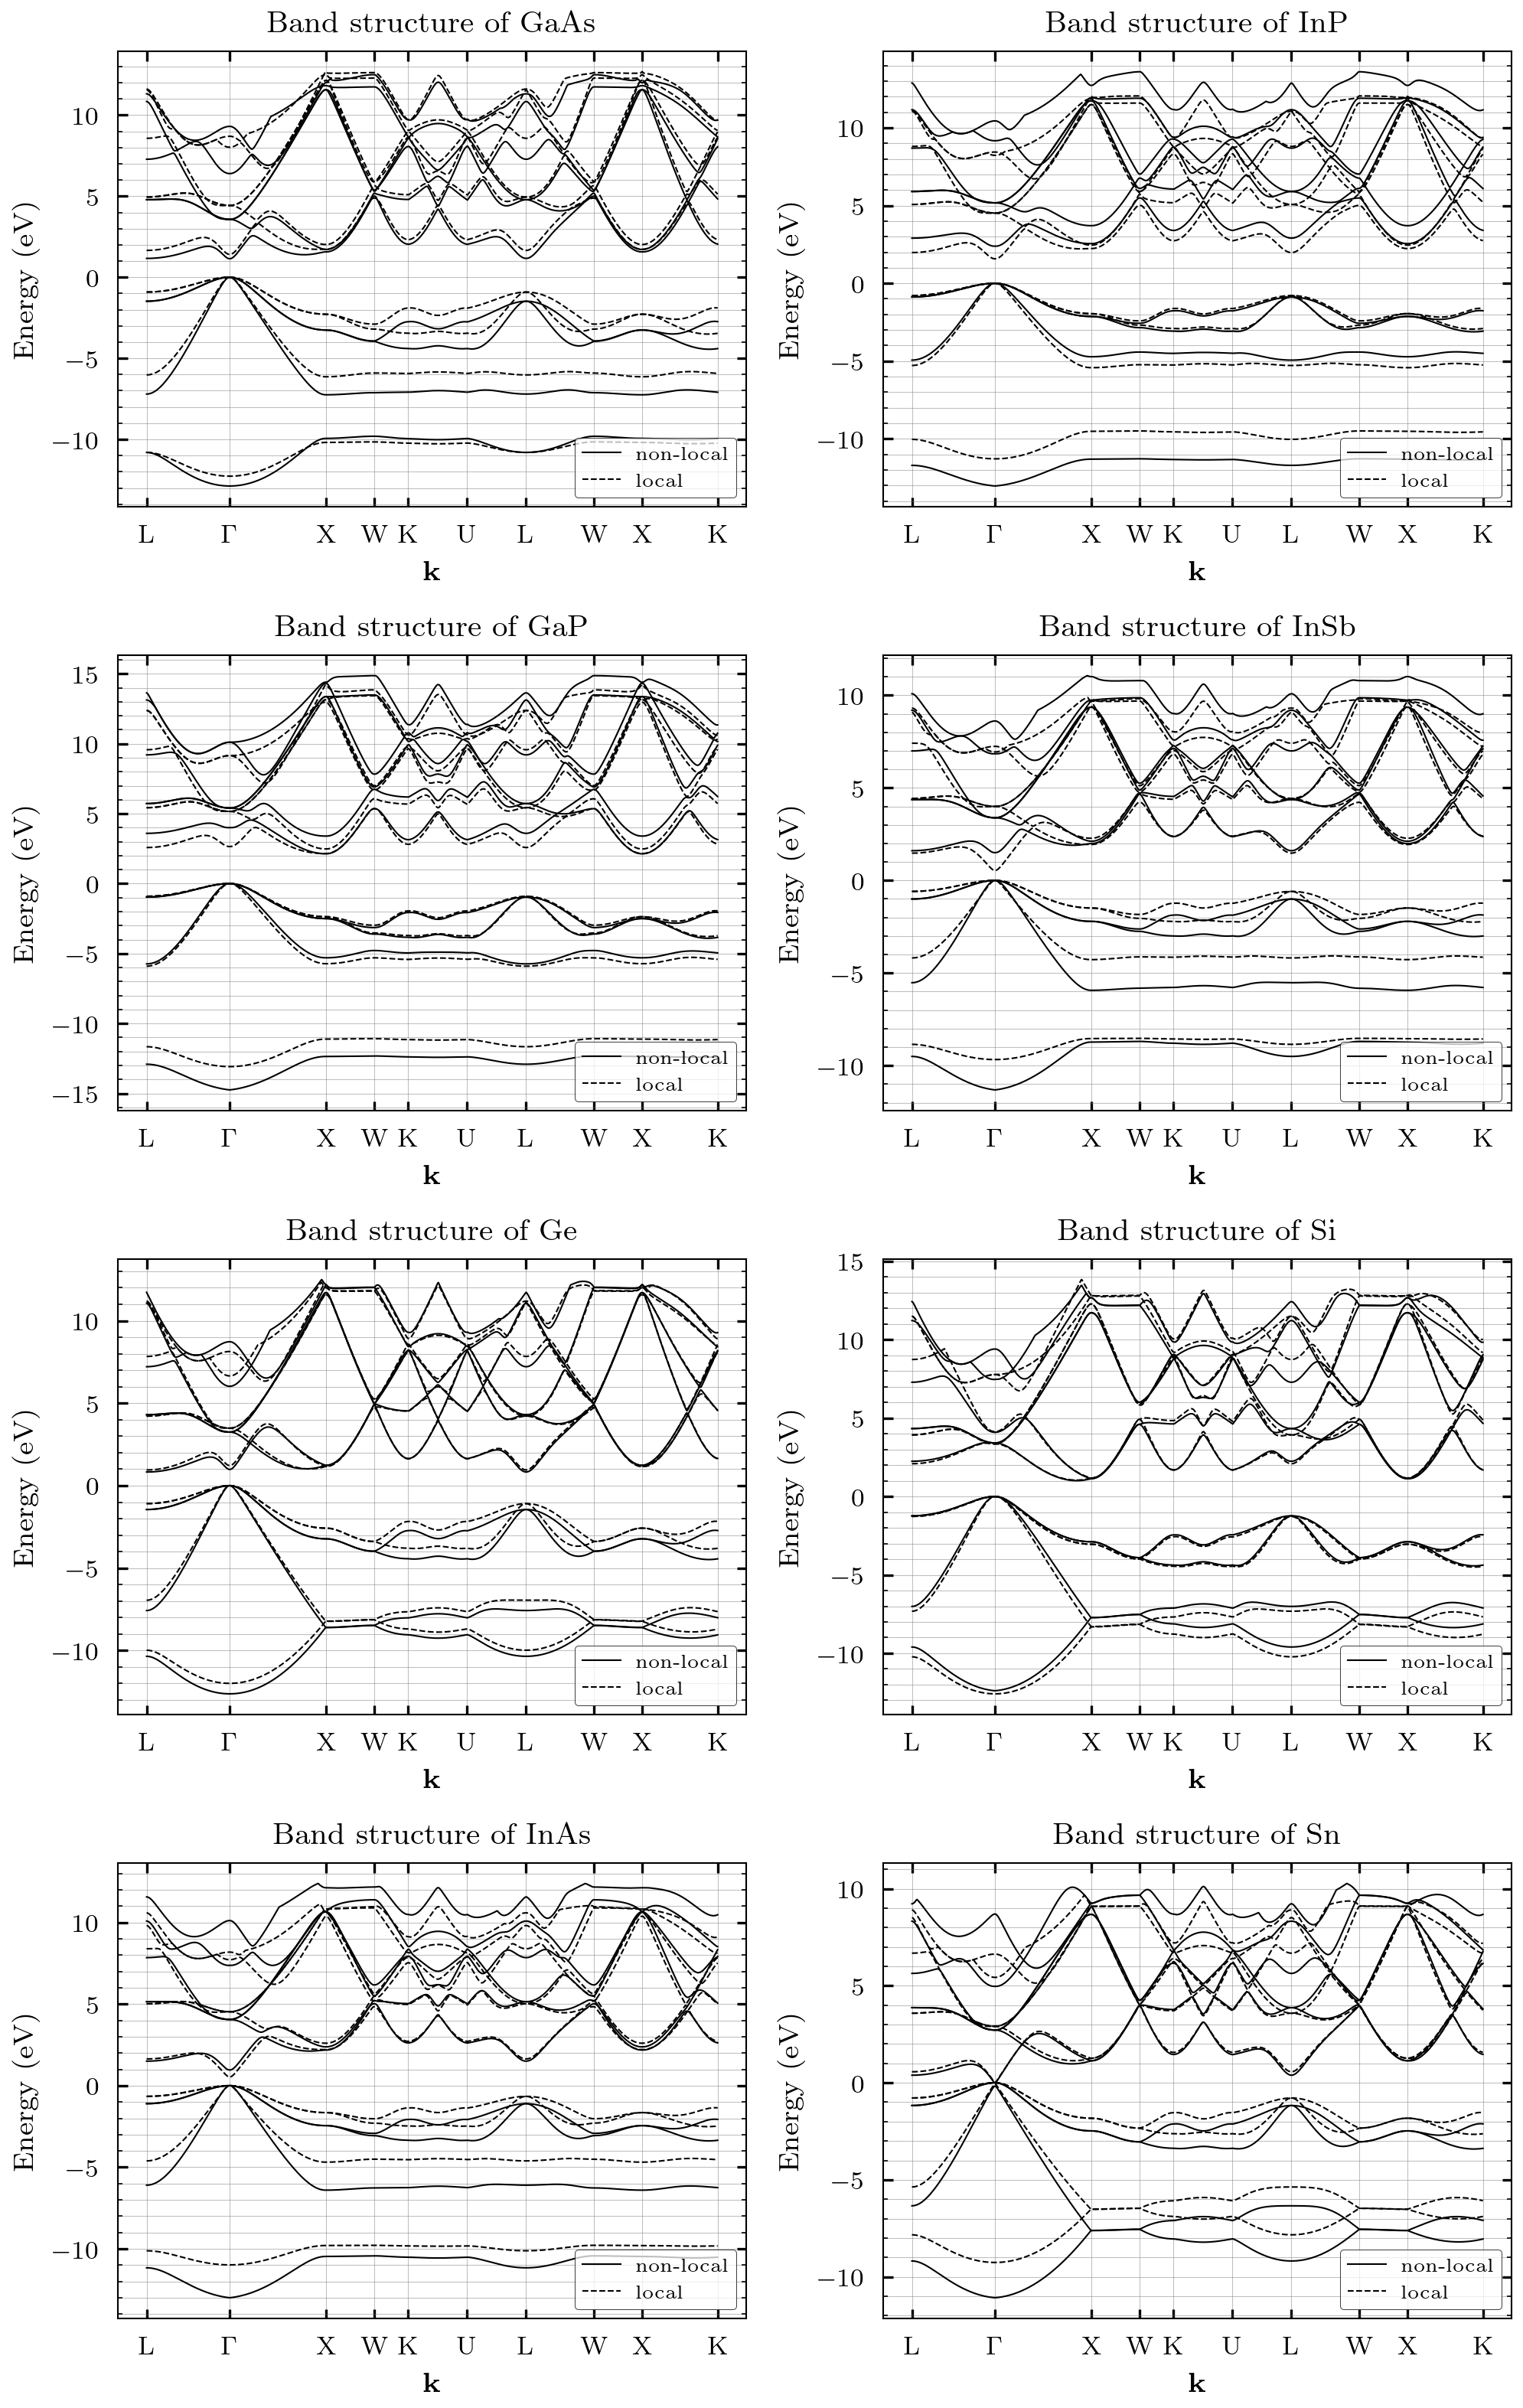 Band structure of GaAs
Energy (eV)
10
5
0
−5
−10
non-local
local
L Γ X W K U L W X K
k
Band structure of InP
Energy (eV)
10
5
0
−5
−10
non-local
local
L Γ X W K U L W X K
k
Band structure of GaP
Energy (eV)
15
10
5
0
−5
−10
−15
non-local
local
L Γ X W K U L W X K
k
Band structure of InSb
Energy (eV)
10
5
0
−5
−10
non-local
local
L Γ X W K U L W X K
k
Band structure of Ge
Energy (eV)
10
5
0
−5
−10
non-local
local
L Γ X W K U L W X K
k
Band structure of Si
Energy (eV)
15
10
5
0
−5
−10
non-local
local
L Γ X W K U L W X K
k
Band structure of InAs
Energy (eV)
10
5
0
−5
−10
non-local
local
L Γ X W K U L W X K
k
Band structure of Sn
Energy (eV)
10
5
0
−5
−10
non-local
local
L Γ X W K U L W X K
k